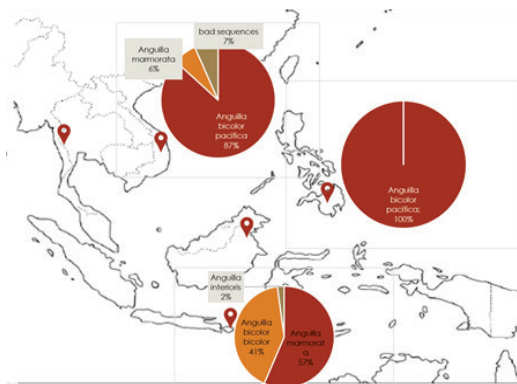 bad sequences
7%
Anguilla
marmorata
6%
Anguilla
bicolor
pacifica
87%
Anguilla
bicolor
pacifica;
100%
Anguilla
interioris
2%
Anguilla
bicolor
bicolor
41%
Anguilla
marmorat
a
57%